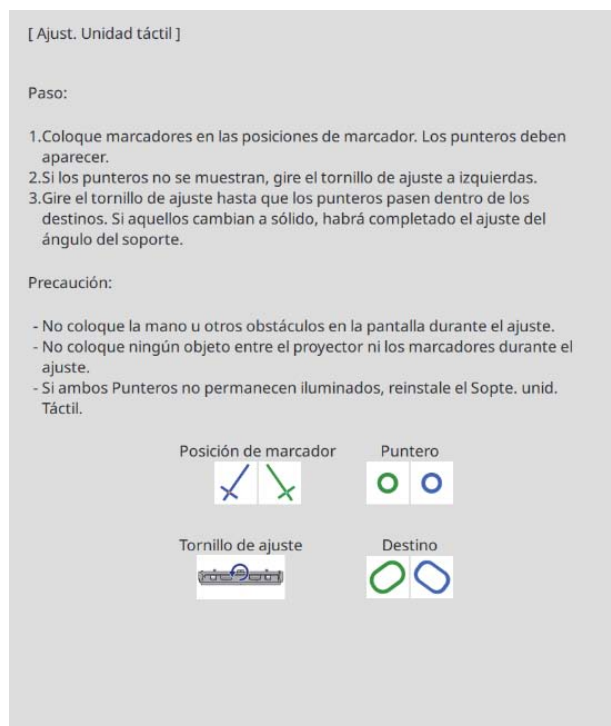 [ Ajust. Unidad táctil ]
Paso:
1.Coloque marcadores en las posiciones de marcador. Los punteros deben
aparecer.
2.Si los punteros no se muestran, gire el tornillo de ajuste a izquierdas.
3.Gire el tornillo de ajuste hasta que los punteros pasen dentro de los
destinos. Si aquellos cambian a sólido, habrá completado el ajuste del
ángulo del soporte.
Precaución:
- No coloque la mano u otros obstáculos en la pantalla durante el ajuste.
- No coloque ningún objeto entre el proyector ni los marcadores durante el
ajuste.
- Si ambos Punteros no permanecen iluminados, reinstale el Sopte. unid.
Táctil.
Posición de marcador Puntero
Tornillo de ajuste Destino